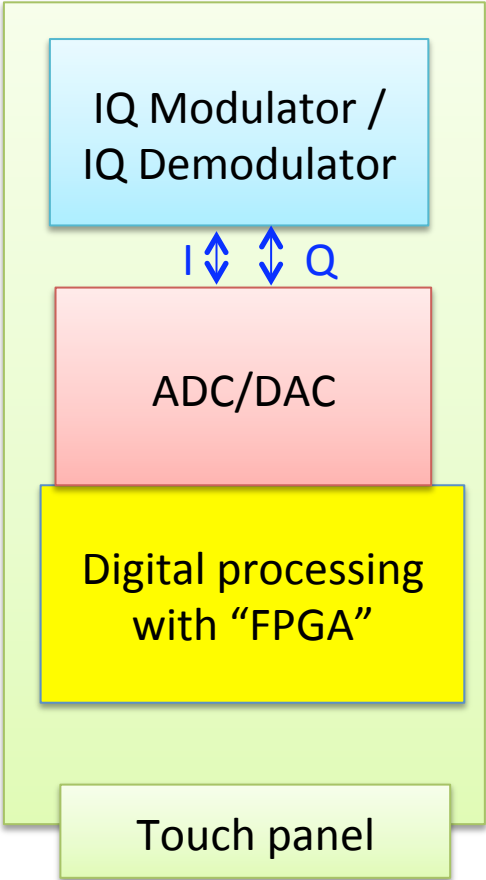 IQ Modulator /
IQ Demodulator
I Q
ADC/DAC
Digital processing
with “FPGA”
Touch panel